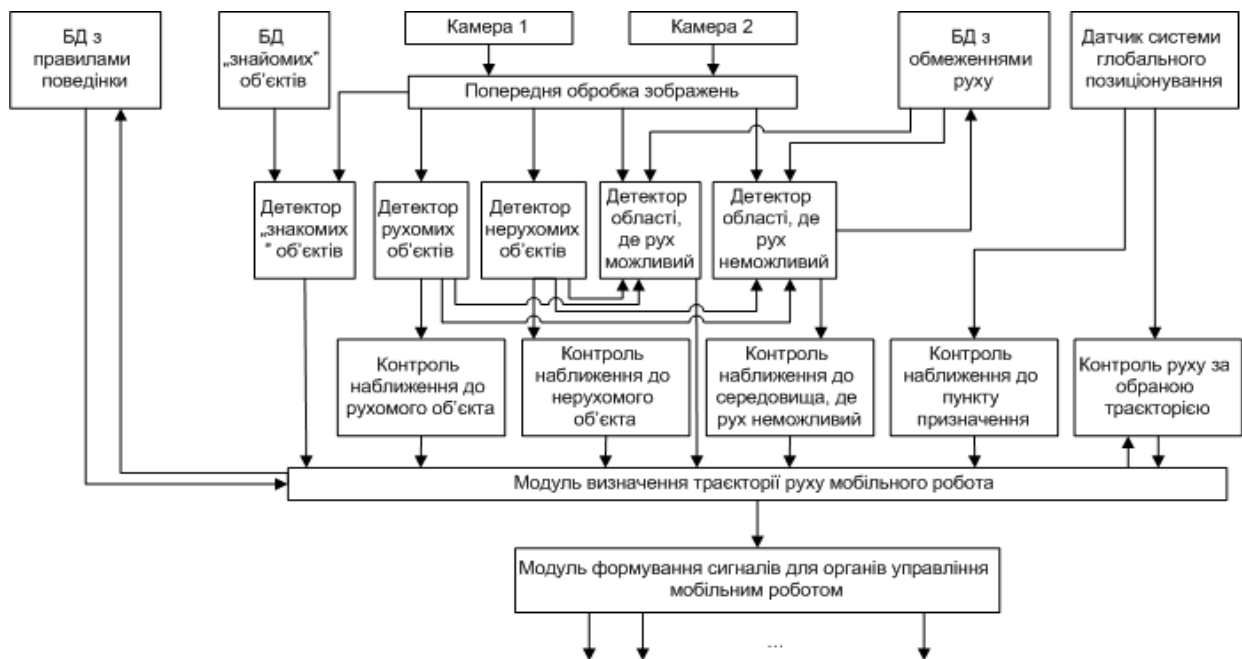 БД з
правилами
поведінки
БД
„знайомих"
об'єктів
Камера 1
Камера 2
БД з
обмеженнями
руху
Датчик системи
глобального
позиціонування
Попередня обробка зображень
Детектор
„знакомих
" об'єктів
Детектор
рухомих
об'єктів
Детектор
нерухомих
об'єктів
Детектор
області,
де рух
можливий
Детектор
області, де
рух
неможливий
Контроль
наближення до
рухомого об'єкта
Контроль
наближення до
нерухомого
об'єкта
Контроль
наближення до
середовища, де
рух неможливий
Контроль
наближення до
пункту
призначення
Контроль руху за
обраною
траєкторією
Модуль визначення траєкторії руху мобільного робота
Модуль формування сигналів для органів управління
мобільним роботом
...